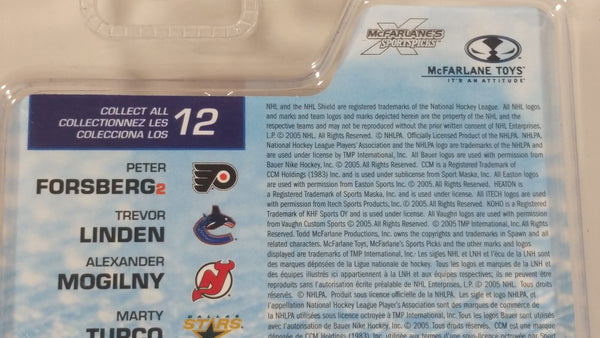 McFARLANE'S
SPORTSPICKS
McFARLANE TOYS™
IT'S AN ATTITUDE
COLLECT ALL
COLLECTIONNEZ LES
COLECCIONA LOS
12
PETER
FORSBERG2
TREVOR
LINDEN
ALEXANDER
MOGILNY
MARTY
TURCO
DALLAS
STARS
NHL and the NHL Shield are registered trademarks of the National Hockey League. All NHL logos
and marks and team logos and marks depicted herein are the property of the NHL and the
respective teams and may not be reproduced without the prior written consent of NHL Enterprises,
L.P. © 2005 NHL. All Rights Reserved. © NHLPA. Officially Licensed Product of the NHLPA. NHLPA,
National Hockey League Players' Association and the NHLPA logo are trademarks of the NHLPA and
are used under license by TMP International, Inc. All Bauer logos are used with permission from
Bauer Nike Hockey, Inc. © 2005. All rights reserved. CCM is a Registered Trademark of
CCM Holdings (1983) Inc. and is used under sublicense from Sport Maska, Inc. All Easton logos
are used with permission from Easton Sports Inc. © 2005. All rights reserved. HEATON is
a Registered Trademark of Sports Maska, Inc. and is used under license. All ITECH logos are used
with permission from Itech Sports, Inc. © 2005. All rights reserved. KOHO is a Registered
Trademark of KHF Sports OY and is used under license. All Vaughn logos are used with permission
from Vaughn Custom Sports © 2005. All Rights Reserved. © 2005 TMP International, Inc. All Rights
Reserved. Todd McFarlane Productions, Inc. owns the copyrights and trademarks in Spawn and all
related characters. McFarlane Toys, McFarlane's Sports Picks and the other marks and logos
displayed are trademarks of TMP International, Inc. Les sigles NHL et LNH et l'écu de la LNH sont
des marques déposées de la Ligue nationale de hockey. Tous les logos et marques de la LNH et
des équipes illustrés ici appartiennent à la LNH et aux équipes respectives; ils ne peuvent être
reproduits sans autorisation écrite préalable de NHL Enterprises, L.P. © 2005 NHL. Tous droits
réservés. © NHLPA. Produit sous licence officielle de la NHLPA. Les sigle et logo NHLPA, et
l'appellation National Hockey League Players' Association sont des marques de commerce de
la NHLPA utilisées sous licence octroyée à TMP International, Inc. Tous les logos Bauer sont utilisés
avec l'autorisation de Bauer Nike Hockey, Inc. © 2005. Tous droits réservés. CCM est une marque
déposée de CCM Holdings (1983) Inc. utilisée aux termes d'une sous-licence octroyée par Sport